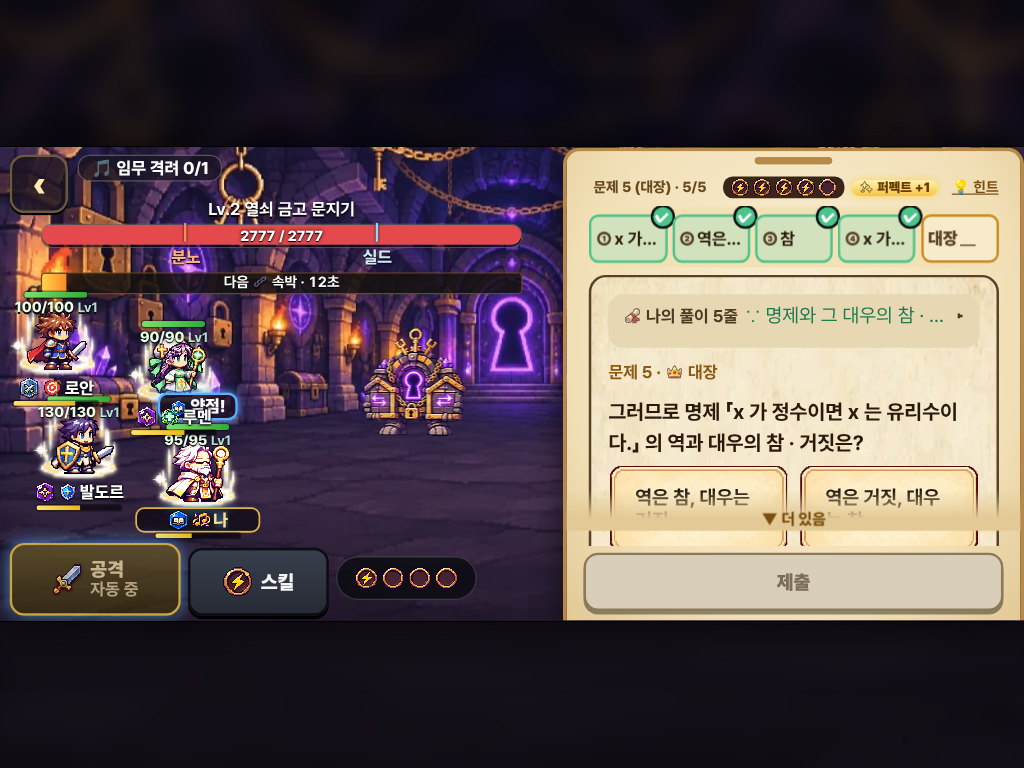 임무 격려 0/1
Lv.2 열쇠 금고 문지기
2777 / 2777
분노
실드
다음 속박 · 12초
100/100 Lv1
90/90 Lv1
로안
약점!
루멘
130/130 Lv1
95/95 Lv1
발도르
나
공격
자동 중
스킬
문제 5 (대장) · 5/5
퍼펙트 +1
힌트
① x 가...
② 역은...
③ 참
④ x 가...
대장 __
나의 풀이 5줄 ∵ 명제와 그 대우의 참 · ...
문제 5 · 대장
그러므로 명제 「x 가 정수이면 x 는 유리수이
다.」 의 역과 대우의 참 · 거짓은?
역은 참, 대우는
역은 거짓, 대우
▼ 더 있음
제출